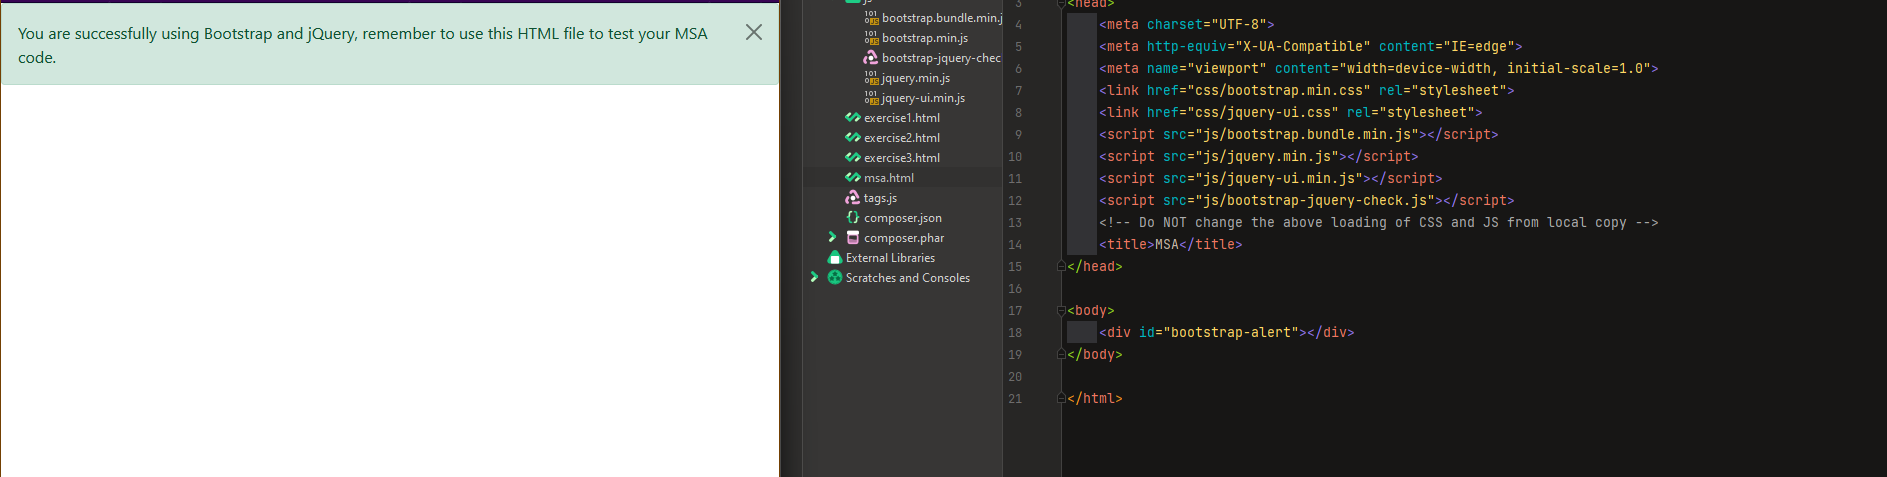 You are successfully using Bootstrap and jQuery, remember to use this HTML file to test your MSA
code.
js
bootstrap.bundle.min.j
bootstrap.min.js
bootstrap-jquery-chec
jquery.min.js
jquery-ui.min.js
exercise1.html
exercise2.html
exercise3.html
msa.html
tags.js
composer.json
composer.phar
External Libraries
Scratches and Consoles
3 <head>
4 <meta charset="UTF-8">
5 <meta http-equiv="X-UA-Compatible" content="IE=edge">
6 <meta name="viewport" content="width=device-width, initial-scale=1.0">
7 <link href="css/bootstrap.min.css" rel="stylesheet">
8 <link href="css/jquery-ui.css" rel="stylesheet">
9 <script src="js/bootstrap.bundle.min.js"></script>
10 <script src="js/jquery.min.js"></script>
11 <script src="js/jquery-ui.min.js"></script>
12 <script src="js/bootstrap-jquery-check.js"></script>
13 <!-- Do NOT change the above loading of CSS and JS from local copy -->
14 <title>MSA</title>
15 </head>
16
17 <body>
18 <div id="bootstrap-alert"></div>
19 </body>
20
21 </html>